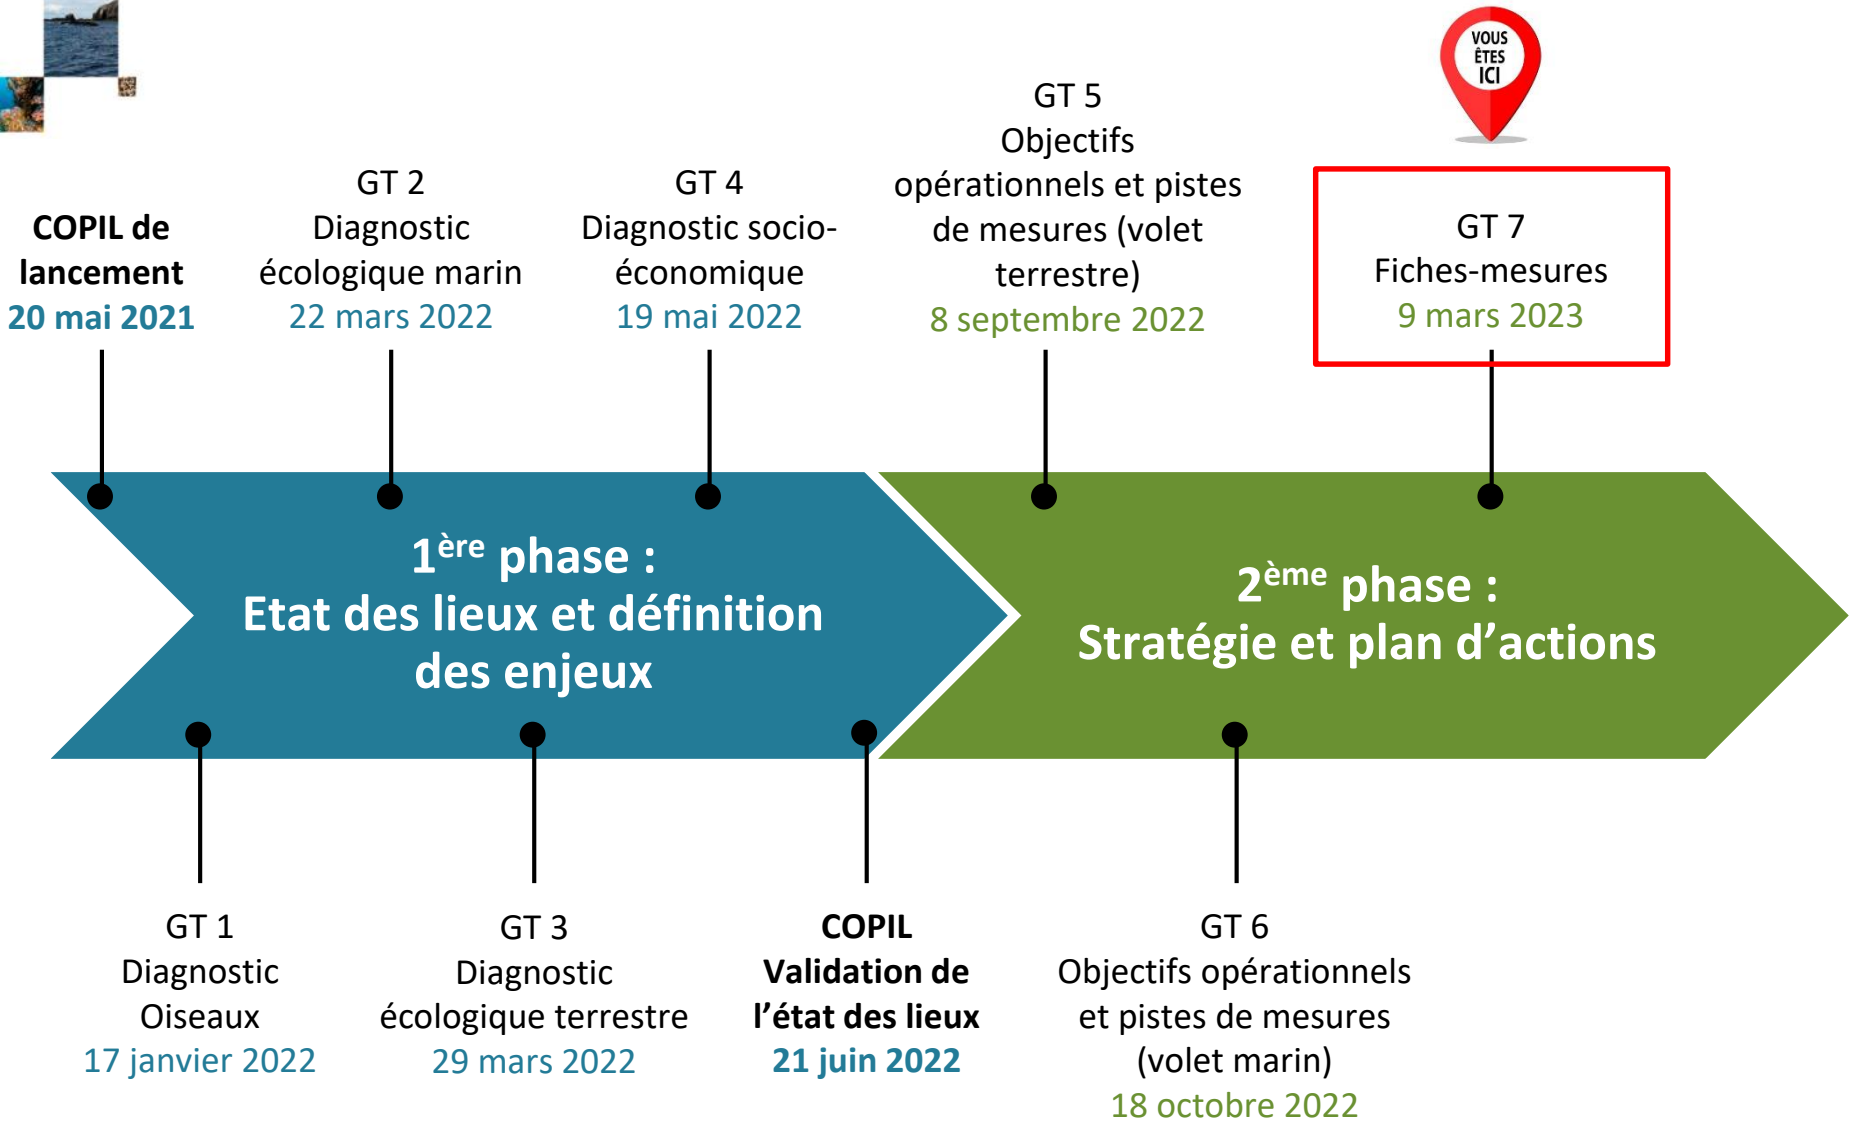 VOUS
ÊTES
ICI
COPIL de
lancement
20 mai 2021
GT 2
Diagnostic
écologique marin
22 mars 2022
GT 4
Diagnostic socio-
économique
19 mai 2022
GT 5
Objectifs
opérationnels et pistes
de mesures (volet
terrestre)
8 septembre 2022
GT 7
Fiches-mesures
9 mars 2023
1ère phase :
Etat des lieux et définition
des enjeux
2ème phase :
Stratégie et plan d’actions
GT 1
Diagnostic
Oiseaux
17 janvier 2022
GT 3
Diagnostic
écologique terrestre
29 mars 2022
COPIL
Validation de
l’état des lieux
21 juin 2022
GT 6
Objectifs opérationnels
et pistes de mesures
(volet marin)
18 octobre 2022